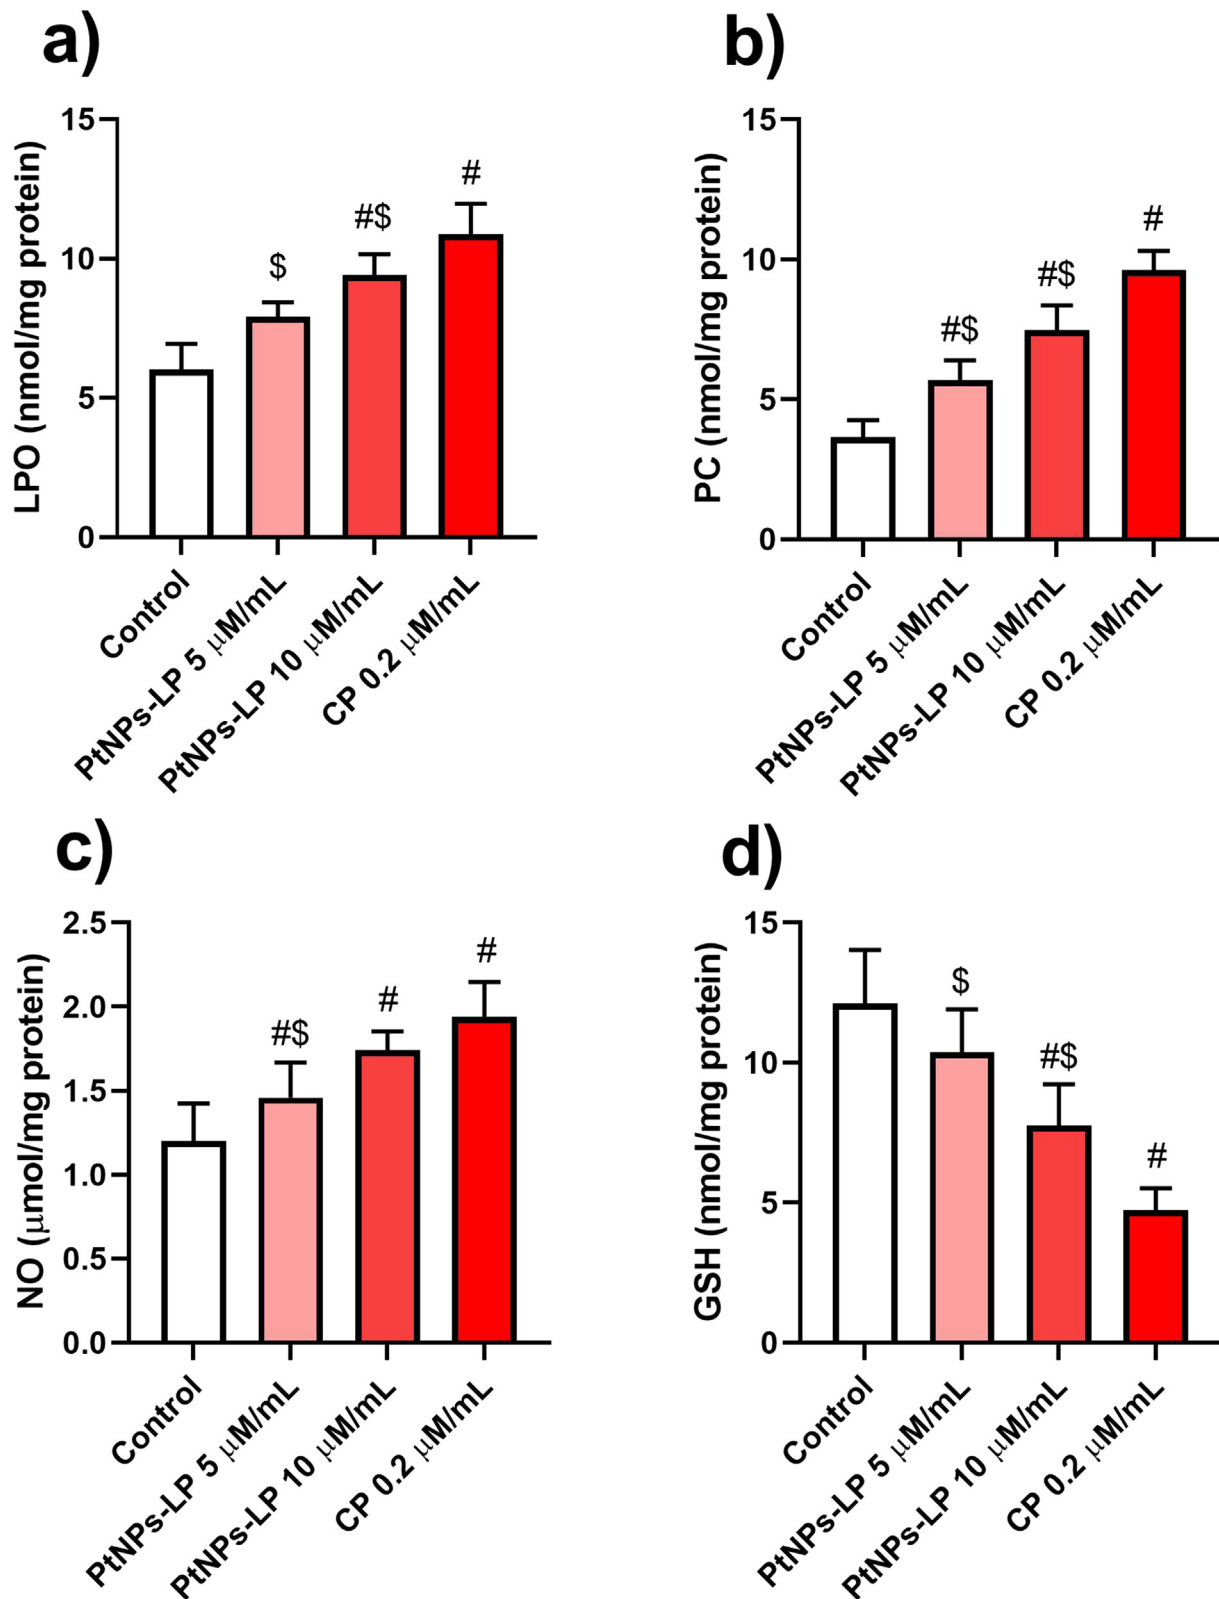 a)
LPO (nmol/mg protein)
15
10
5
0
$
#$
#
Control
PtNPs-LP 5 μM/mL
PtNPs-LP 10 μM/mL
CP 0.2 μM/mL
b)
PC (nmol/mg protein)
15
10
5
0
#$
#$
#
Control
PtNPs-LP 5 μM/mL
PtNPs-LP 10 μM/mL
CP 0.2 μM/mL
c)
NO (μmol/mg protein)
2.5
2.0
1.5
1.0
0.5
0.0
#$
#
#
Control
PtNPs-LP 5 μM/mL
PtNPs-LP 10 μM/mL
CP 0.2 μM/mL
d)
GSH (nmol/mg protein)
15
10
5
0
$
#$
#
Control
PtNPs-LP 5 μM/mL
PtNPs-LP 10 μM/mL
CP 0.2 μM/mL